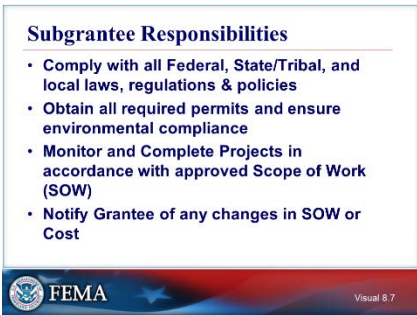 Subgrantee Responsibilities
• Comply with all Federal, State/Tribal, and
local laws, regulations & policies
• Obtain all required permits and ensure
environmental compliance
• Monitor and Complete Projects in
accordance with approved Scope of Work
(SOW)
• Notify Grantee of any changes in SOW or
Cost
FEMA
Visual 8.7